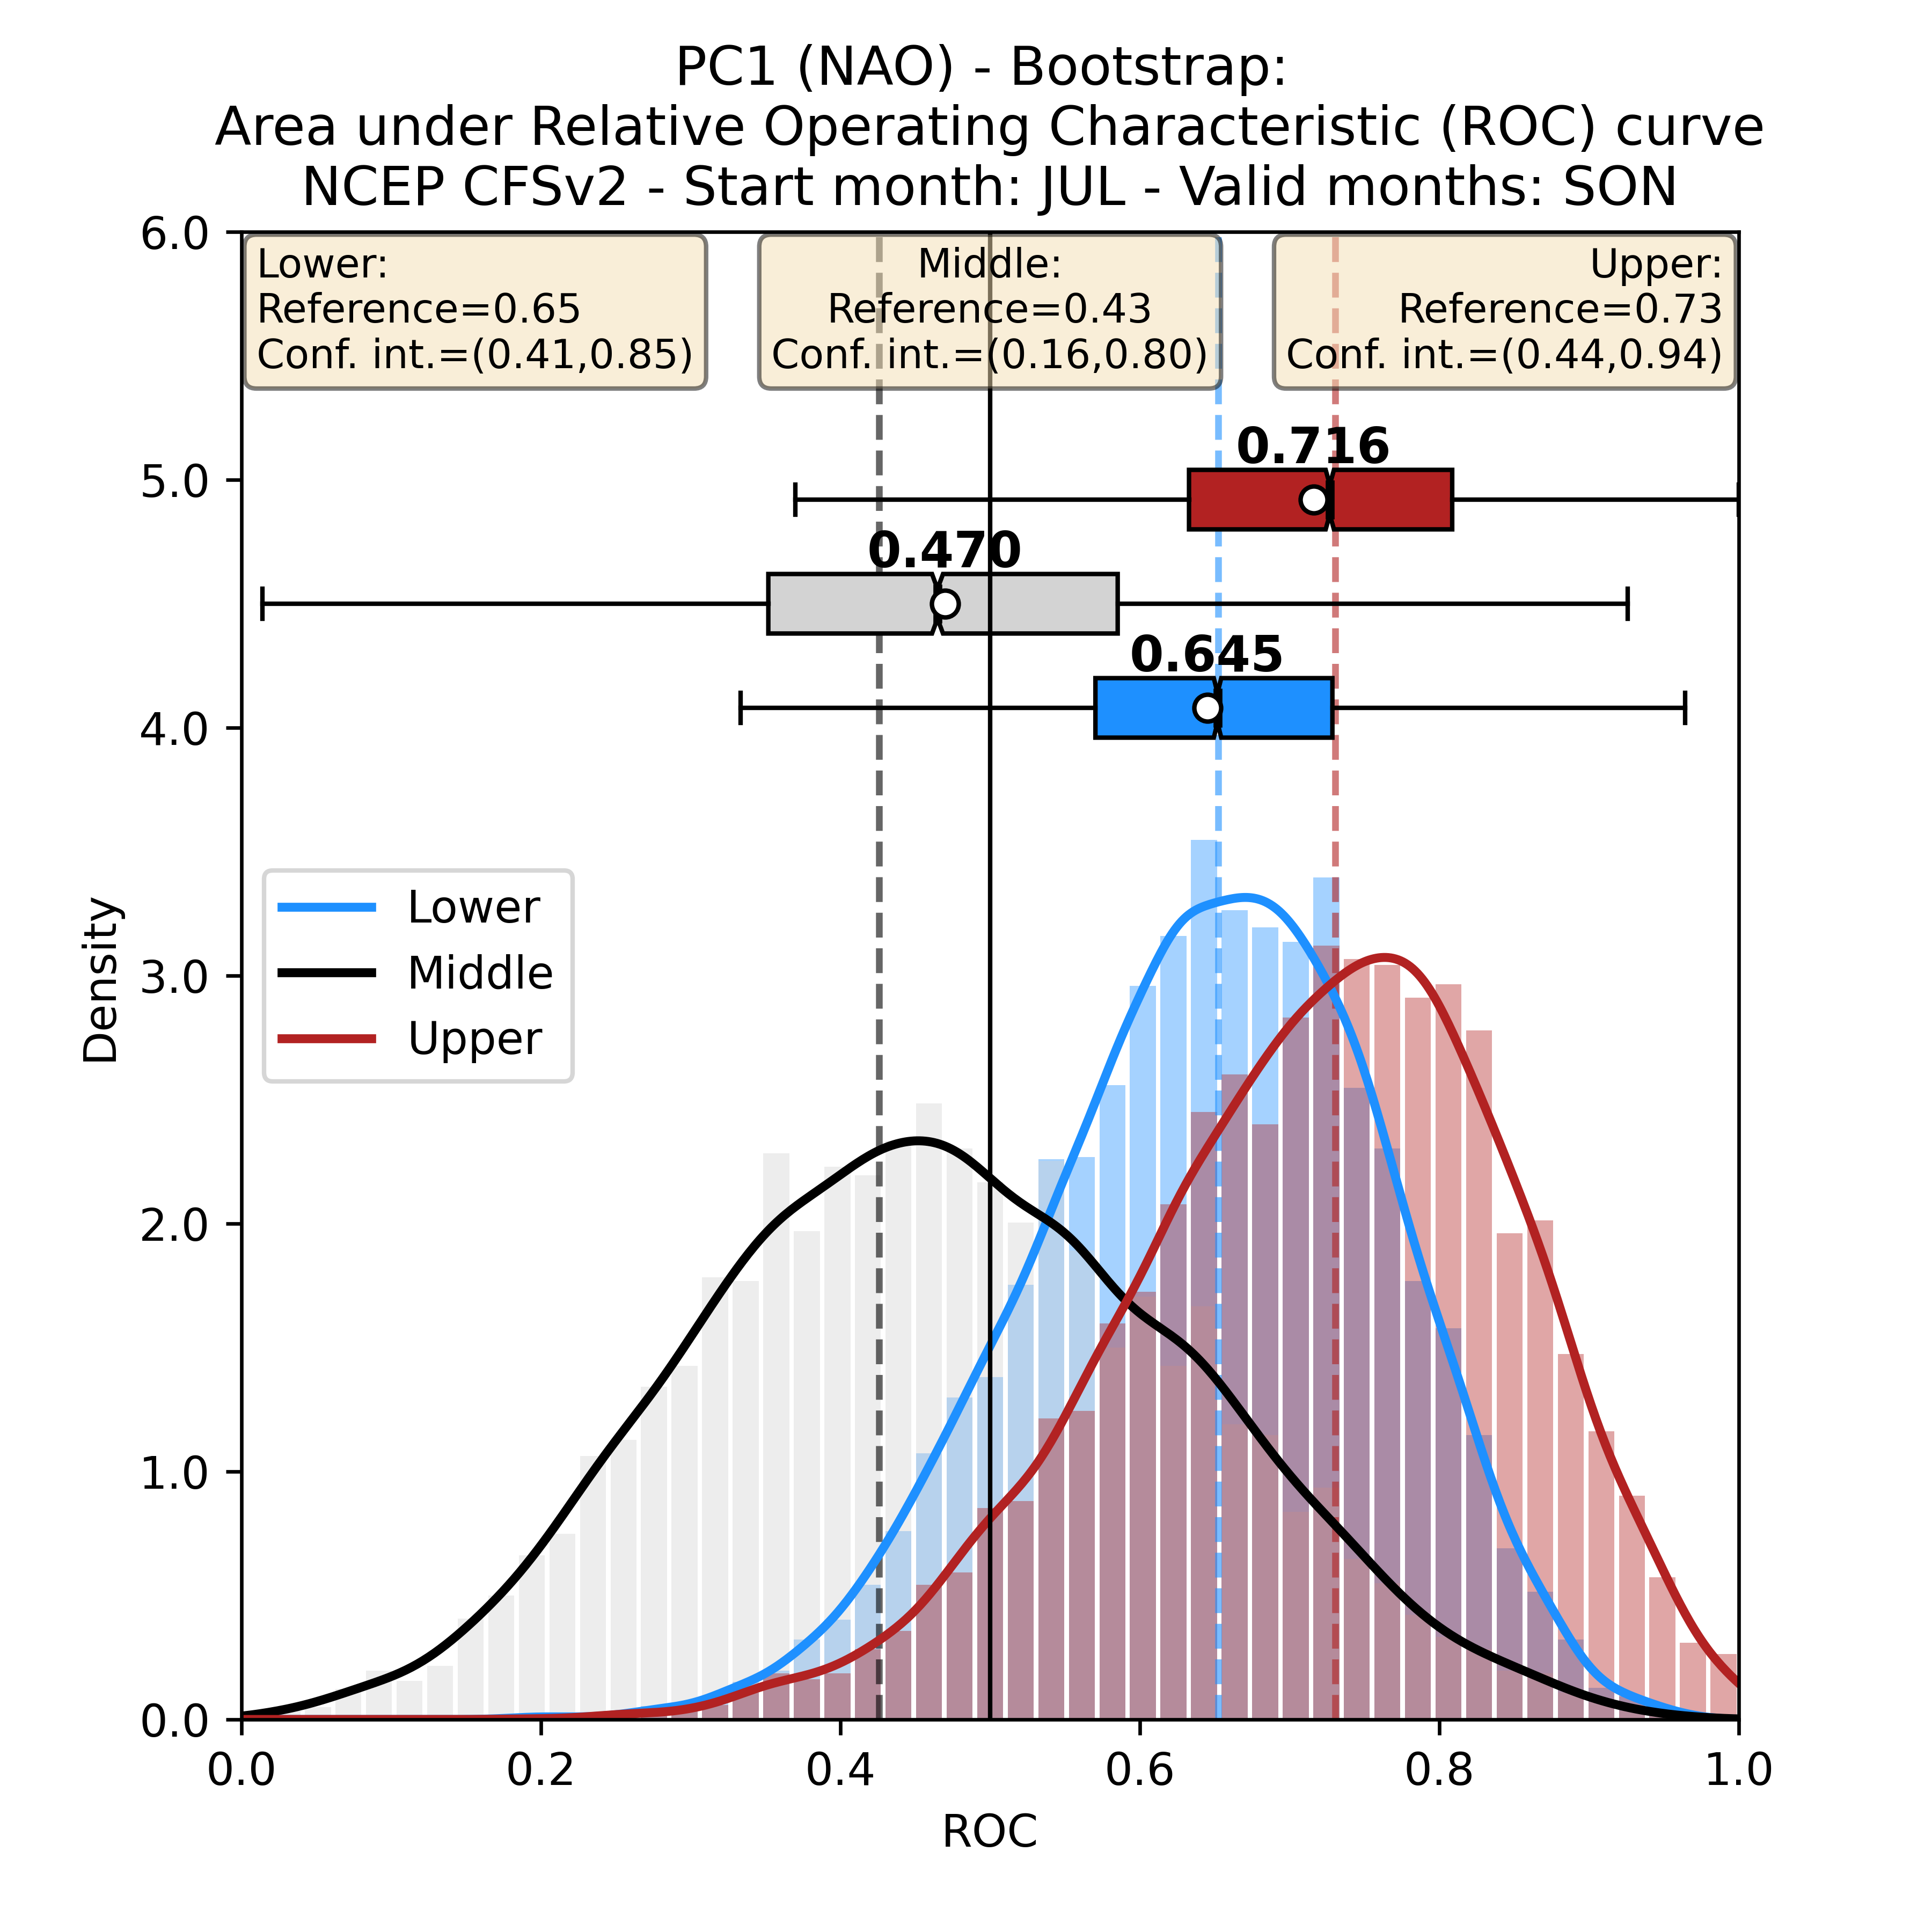 PC1 (NAO) - Bootstrap:
Area under Relative Operating Characteristic (ROC) curve
NCEP CFSv2 - Start month: JUL - Valid months: SON
Lower:
Reference=0.65
Conf. int.=(0.41,0.85)
Middle:
Reference=0.43
Conf. int.=(0.16,0.80)
Upper:
Reference=0.73
Conf. int.=(0.44,0.94)
6.0
5.0
4.0
3.0
2.0
1.0
0.0
Density
0.716
0.470
0.645
Lower
Middle
Upper
0.0
0.2
0.4
0.6
0.8
1.0
ROC